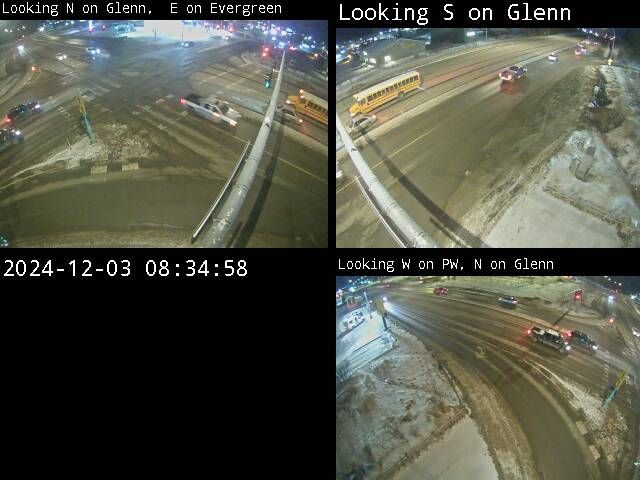 Looking N on Glenn,  E on Evergreen
Looking S on Glenn
2024-12-03 08:34:58
Looking W on PW, N on Glenn